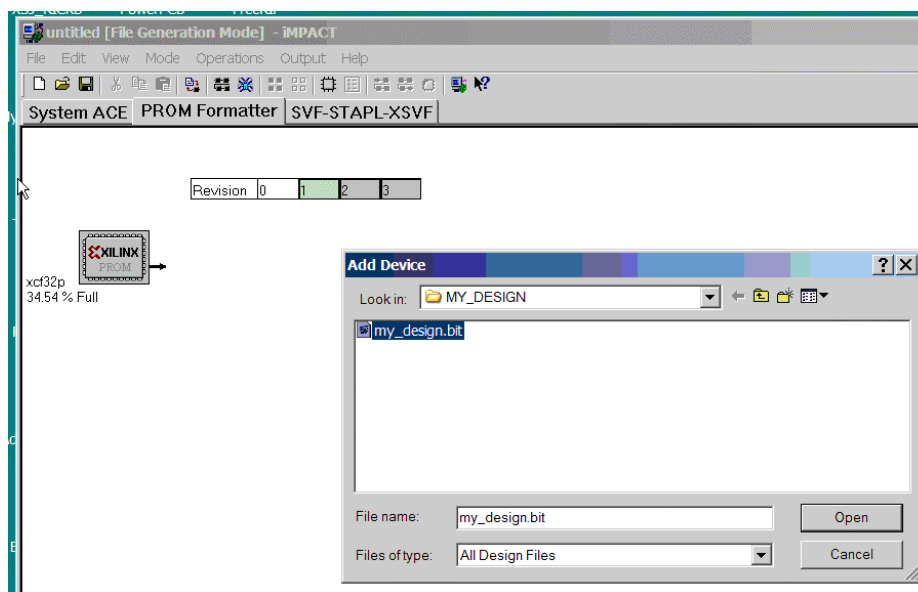 untitled [File Generation Mode] - iMPACT
File Edit View Mode Operations Output Help
System ACE PROM Formatter SVF-STAPL-XSVF
Revision 0 1 2 3
XILINX
PROM
xcf32p
34.54 % Full
Add Device
Look in: MY_DESIGN
my_design.bit
File name: my_design.bit Open
Files of type: All Design Files Cancel